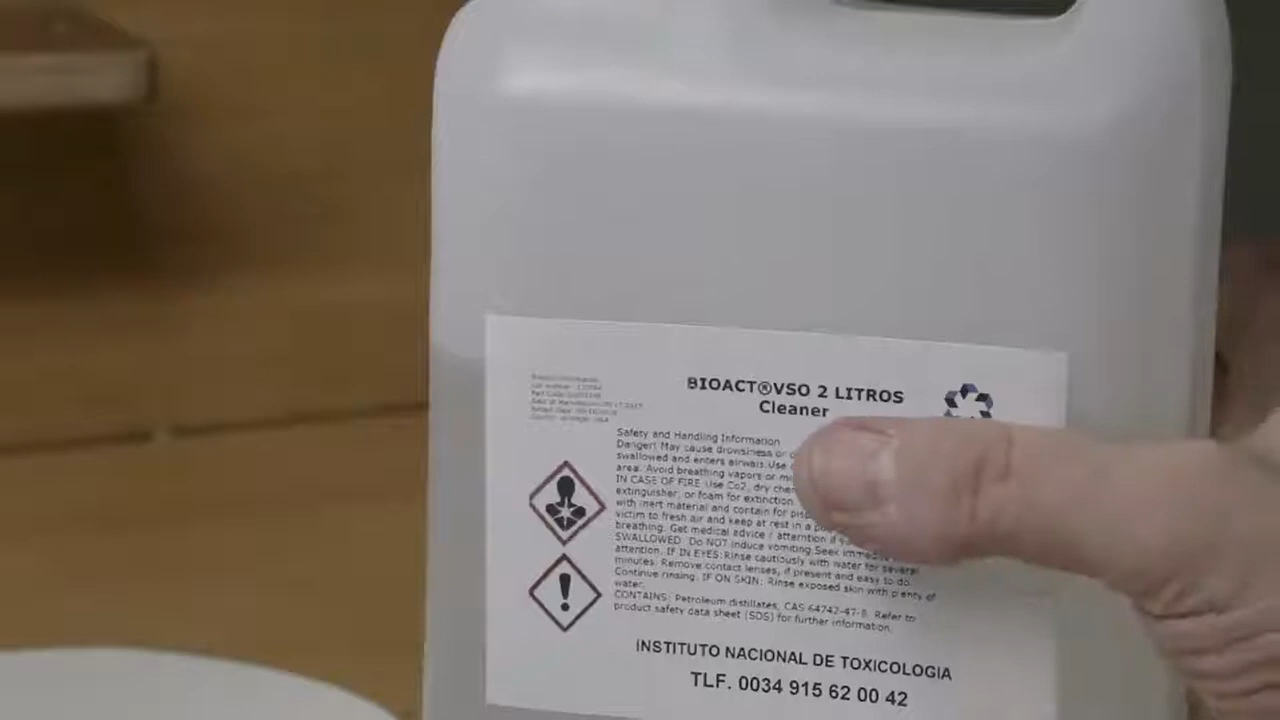 BIOACT®VSO 2 LITROS
Cleaner
Safety and Handling Information
Danger! May cause drowsiness or
swallowed and enters airways. Use
area. Avoid breathing vapors or
IN CASE OF FIRE: Use Co2, dry
extinguisher, or foam for extinction.
with inert material and contain for
victim to fresh air and keep at rest in a
breathing. Get medical advice / attention if
SWALLOWED: Do NOT induce vomiting. Seek
attention. IF IN EYES: Rinse cautiously with water for several
minutes. Remove contact lenses, if present and easy to do.
Continue rinsing. IF ON SKIN: Rinse exposed skin with plenty of
water.
CONTAINS: Petroleum distillates, CAS 64742-47-8. Refer to
product safety data sheet (SDS) for further information.
INSTITUTO NACIONAL DE TOXICOLOGIA
TLF. 0034 915 62 00 42